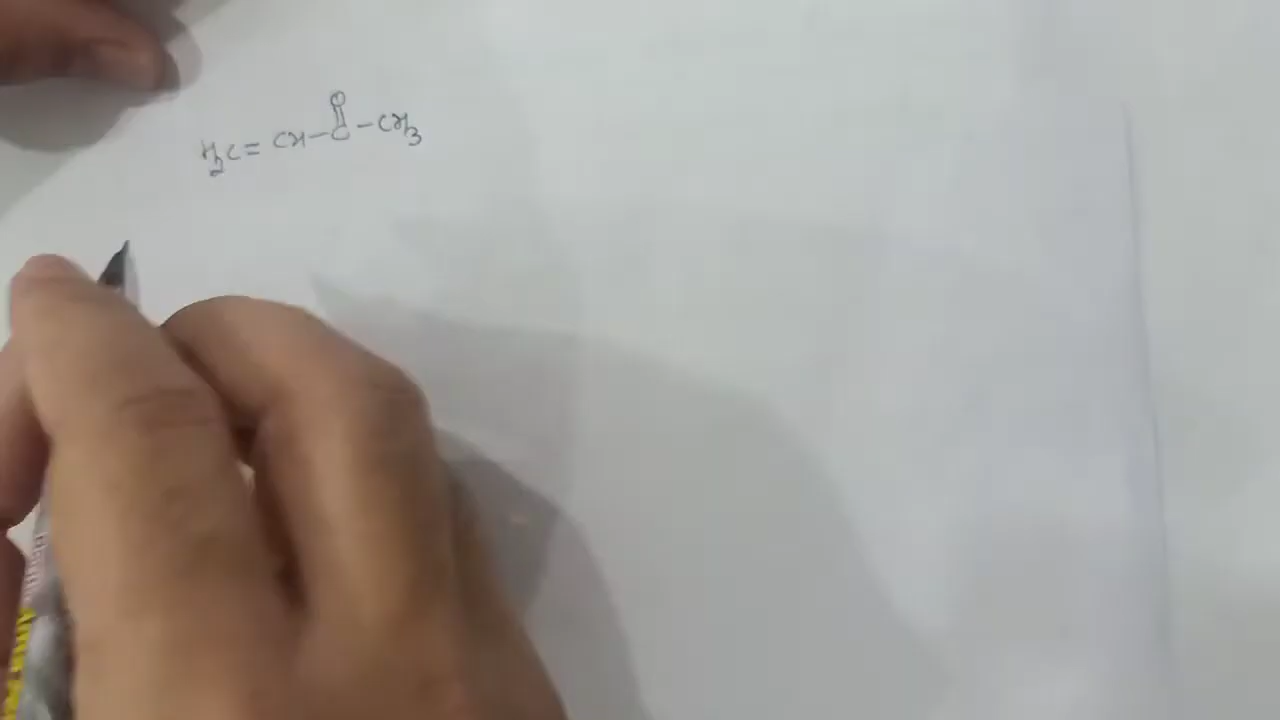 O
H2C = CH – C – CH3